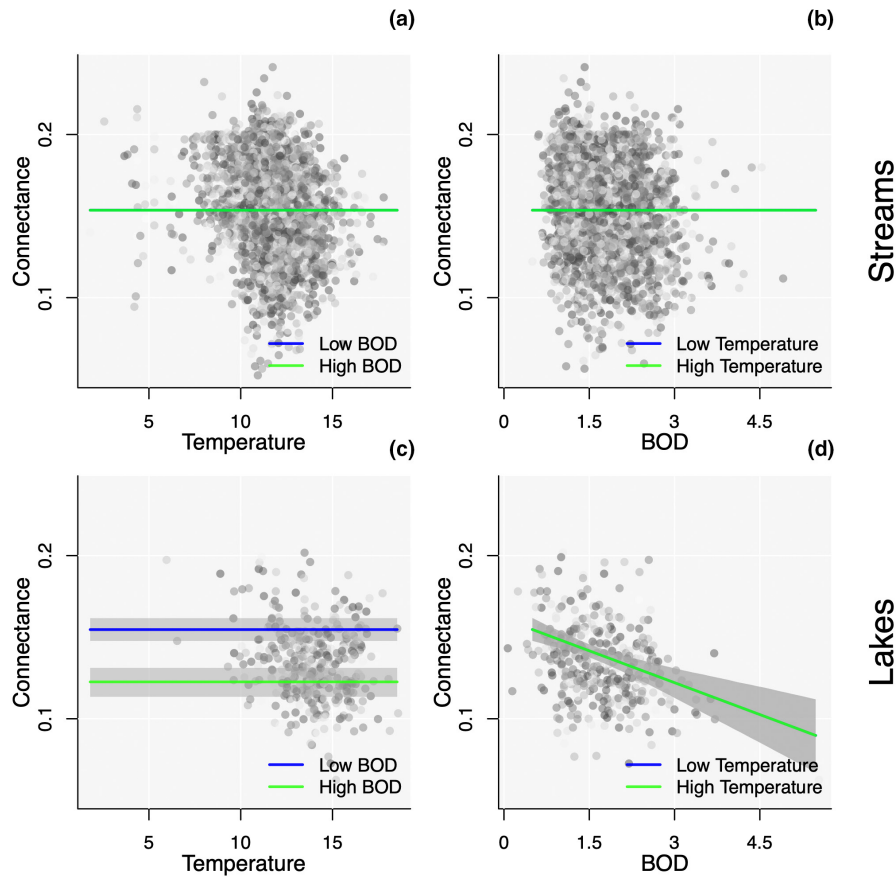 (a)
(b)
Connectance
0.2
0.1
Low BOD
High BOD
5
10
15
Temperature
Connectance
0.2
0.1
Low Temperature
High Temperature
0
1.5
3
4.5
BOD
Streams
(c)
(d)
Connectance
0.2
0.1
Low BOD
High BOD
5
10
15
Temperature
Connectance
0.2
0.1
Low Temperature
High Temperature
0
1.5
3
4.5
BOD
Lakes